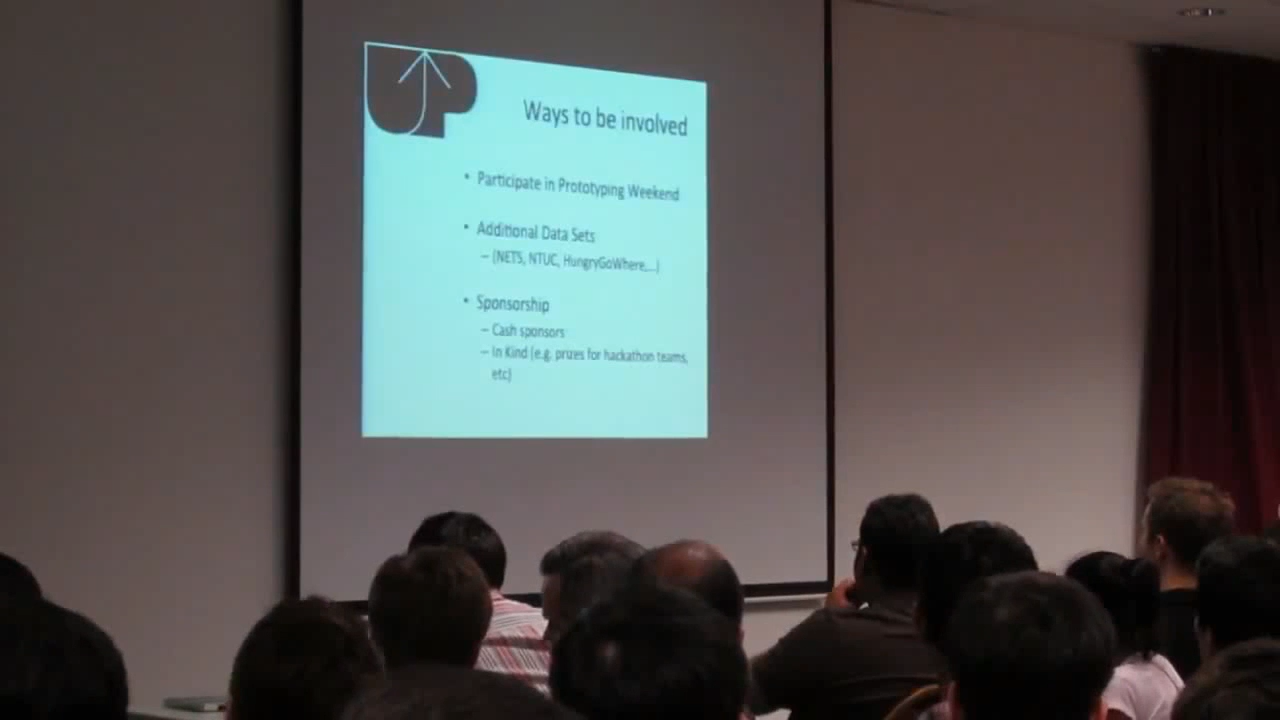 UP
Ways to be involved
• Participate in Prototyping Weekend
• Additional Data Sets
– (NETS, NTUC, HungryGoWhere,...)
• Sponsorship
– Cash sponsors
– In Kind (e.g. prizes for hackathon teams,
etc)